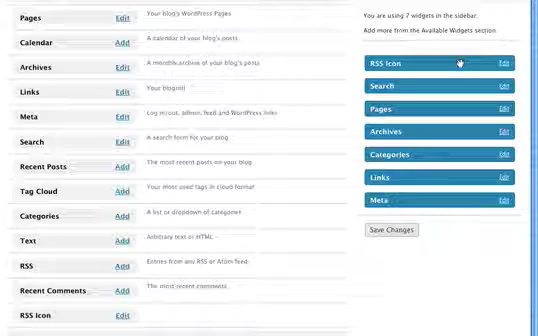 Pages Edit Your blog's WordPress Pages
Calendar Add A calendar of your blog's posts
Archives Edit A monthly archive of your blog's posts
Links Edit Your blogroll
Meta Edit Log in/out, admin, feed and WordPress links
Search Edit A search form for your blog
Recent Posts Add The most recent posts on your blog
Tag Cloud Add Your most used tags in cloud format
Categories Add A list or dropdown of categories
Text Add Arbitrary text or HTML
RSS Add Entries from any RSS or Atom feed
Recent Comments Add The most recent comments
RSS Icon Edit
You are using 7 widgets in the sidebar.
Add more from the Available Widgets section.
RSS Icon Edit
Search Edit
Pages Edit
Archives Edit
Categories Edit
Links Edit
Meta Edit
Save Changes